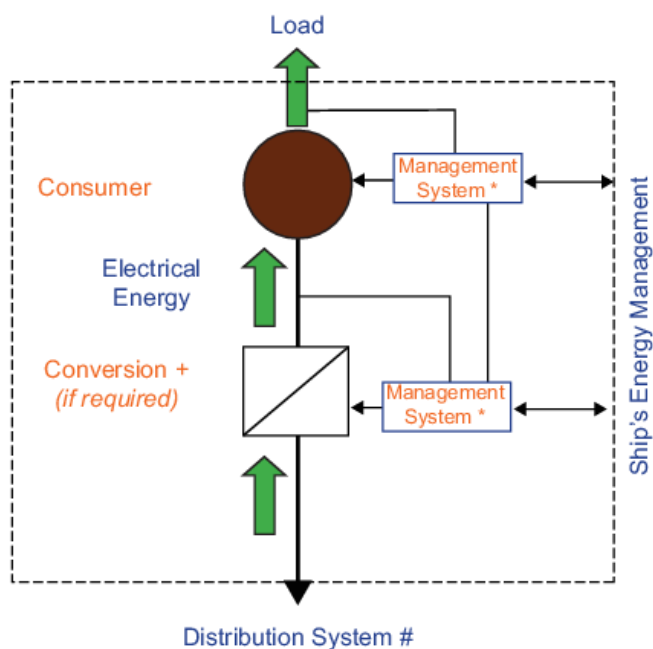 Load
Consumer
Management
System *
Electrical
Energy
Conversion +
(if required)
Management
System *
Ship's Energy Management
Distribution System #